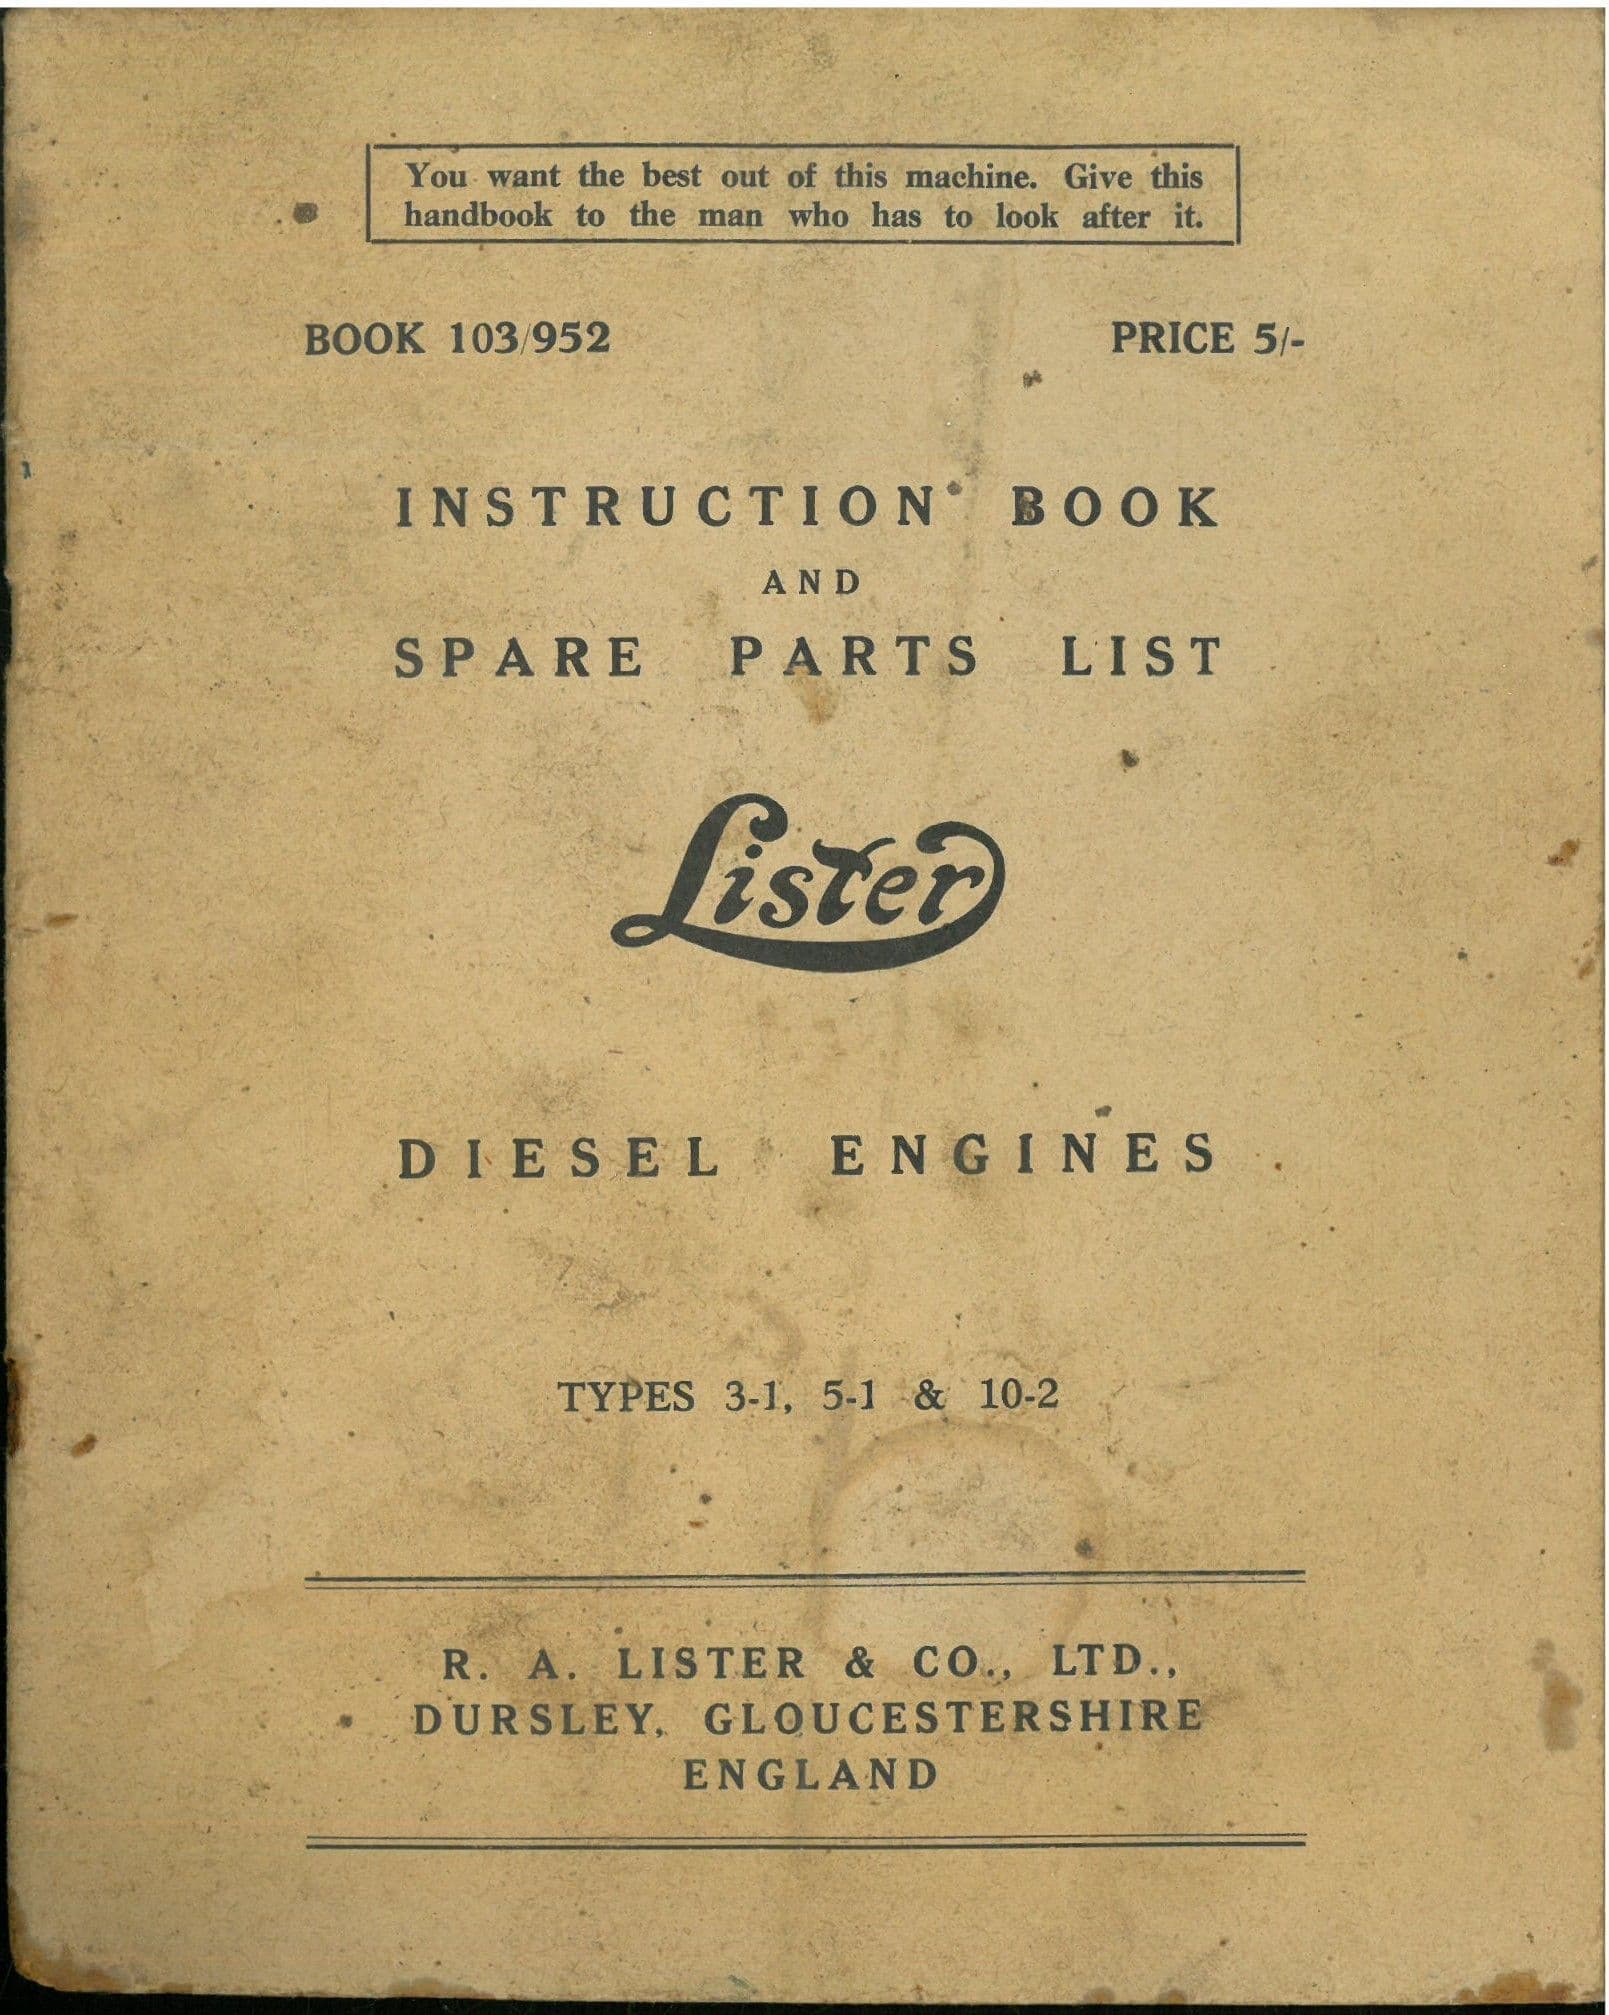 You want the best out of this machine. Give this
handbook to the man who has to look after it.
BOOK 103/952 PRICE 5/-
INSTRUCTION BOOK
AND
SPARE PARTS LIST
Lister
DIESEL ENGINES
TYPES 3-1, 5-1 & 10-2
R. A. LISTER & CO., LTD.,
DURSLEY, GLOUCESTERSHIRE
ENGLAND